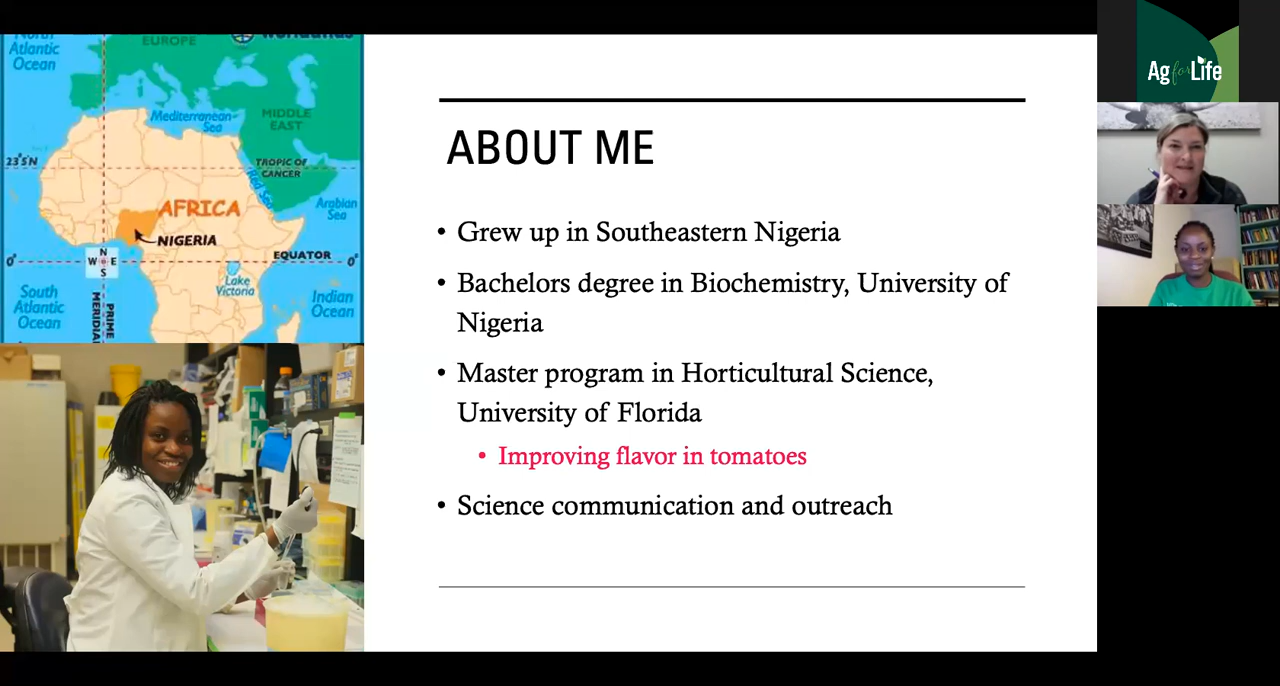 North
Atlantic
Ocean
EUROPE
Mediterranean
Sea
MIDDLE
EAST
23°5'N
TROPIC OF
CANCER
Red Sea
Arabian
Sea
AFRICA
NIGERIA
N
W E
S
0°
EQUATOR
0°
Lake
Victoria
South
Atlantic
Ocean
PRIME
MERIDIAN
Indian
Ocean
ABOUT ME
• Grew up in Southeastern Nigeria
• Bachelors degree in Biochemistry, University of
Nigeria
• Master program in Horticultural Science,
University of Florida
• Improving flavor in tomatoes
• Science communication and outreach
Ag for Life